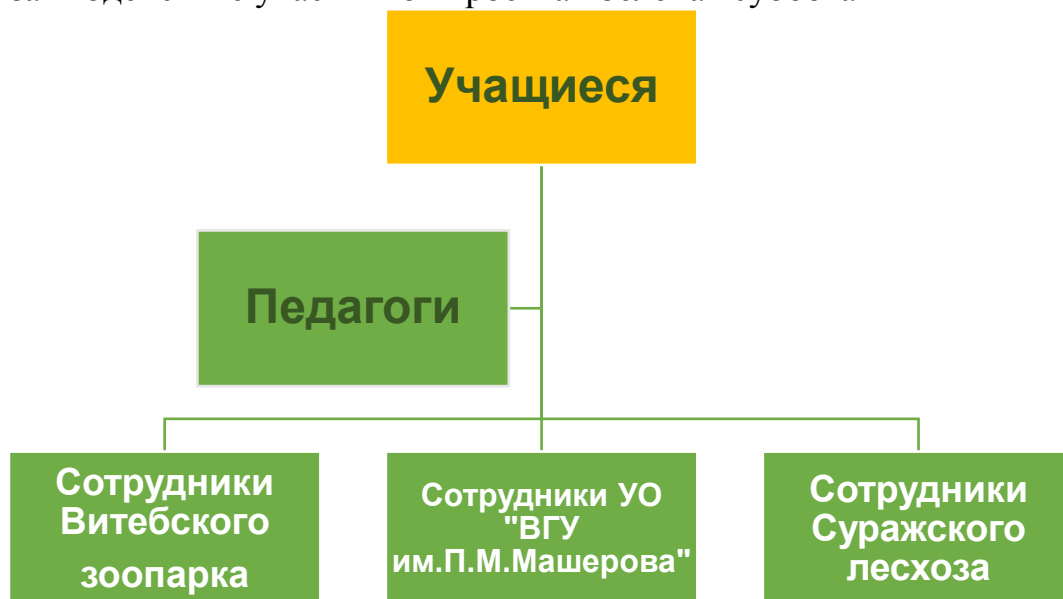 Учащиеся
Педагоги
Сотрудники
Витебского
зоопарка
Сотрудники УО
"ВГУ
им.П.М.Машерова"
Сотрудники
Суражского
лесхоза